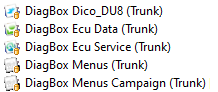 DiagBox Dico_DU8 (Trunk)
DiagBox Ecu Data (Trunk)
DiagBox Ecu Service (Trunk)
DiagBox Menus (Trunk)
DiagBox Menus Campaign (Trunk)